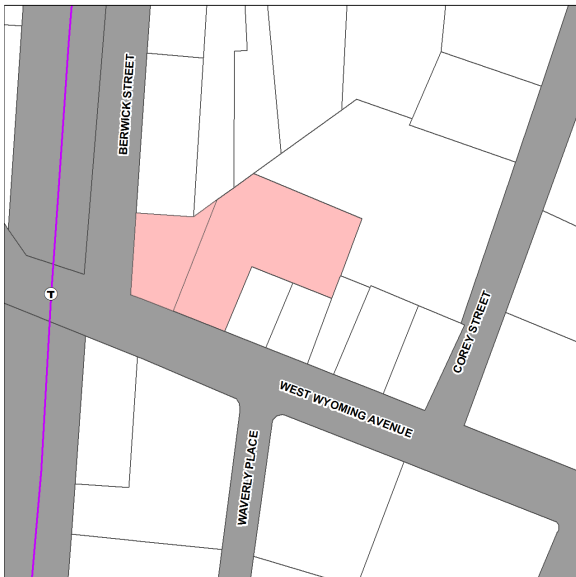 BERWICK STREET
T
COREY STREET
WEST WYOMING AVENUE
WAVERLY PLACE